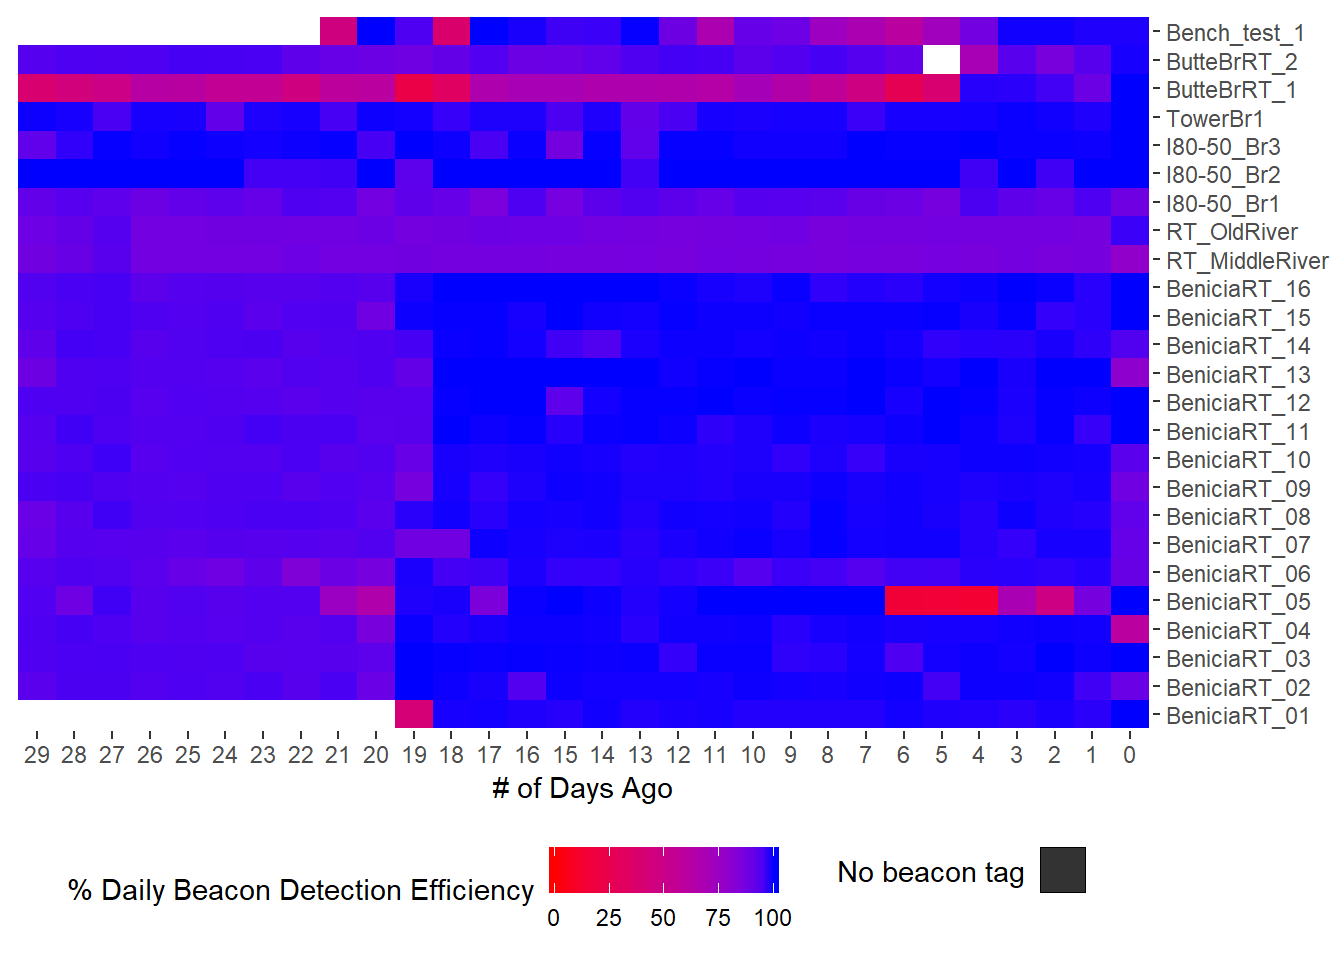 Bench_test_1
ButteBrRT_2
ButteBrRT_1
TowerBr1
I80-50_Br3
I80-50_Br2
I80-50_Br1
RT_OldRiver
RT_MiddleRiver
BeniciaRT_16
BeniciaRT_15
BeniciaRT_14
BeniciaRT_13
BeniciaRT_12
BeniciaRT_11
BeniciaRT_10
BeniciaRT_09
BeniciaRT_08
BeniciaRT_07
BeniciaRT_06
BeniciaRT_05
BeniciaRT_04
BeniciaRT_03
BeniciaRT_02
BeniciaRT_01
29 28 27 26 25 24 23 22 21 20 19 18 17 16 15 14 13 12 11 10 9 8 7 6 5 4 3 2 1 0
# of Days Ago
% Daily Beacon Detection Efficiency
0 25 50 75 100
No beacon tag